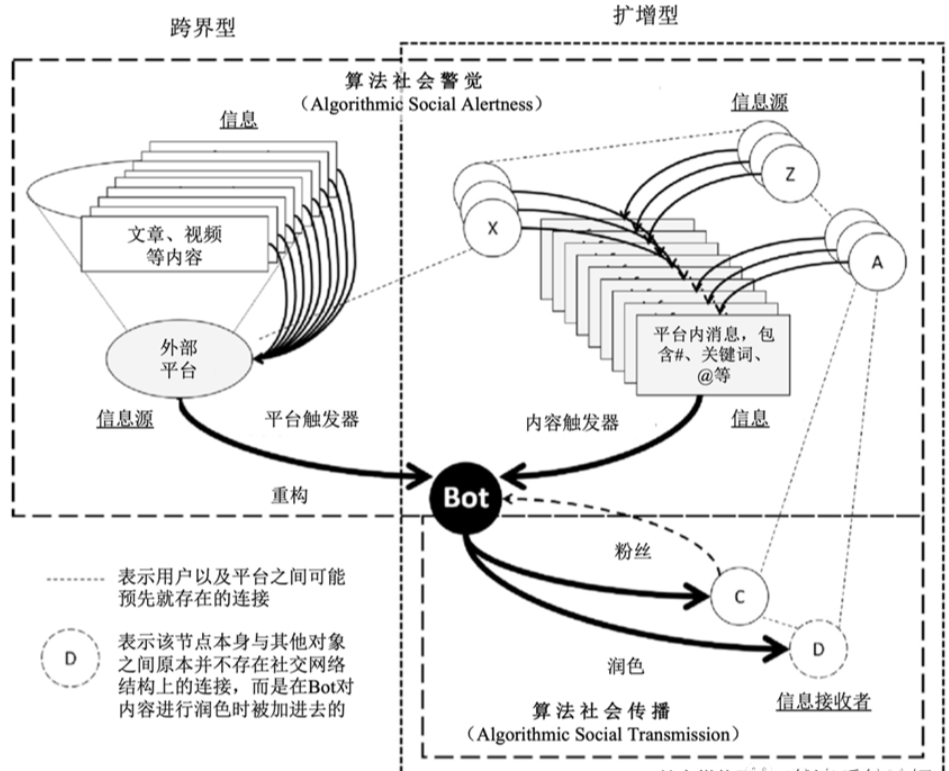 跨界型
扩增型
算法社会警觉
（Algorithmic Social Alertness）
信息
信息源
Z
X
A
文章、视频
等内容
平台内消息，包
含#、关键词、
@等
外部
平台
信息源
平台触发器
内容触发器
信息
重构
Bot
粉丝
C
D
润色
信息接收者
表示用户以及平台之间可能
预先就存在的连接
D
表示该节点本身与其他对象
之间原本并不存在社交网络
结构上的连接，而是在Bot对
内容进行润色时被加进去的
算法社会传播
（Algorithmic Social Transmission）